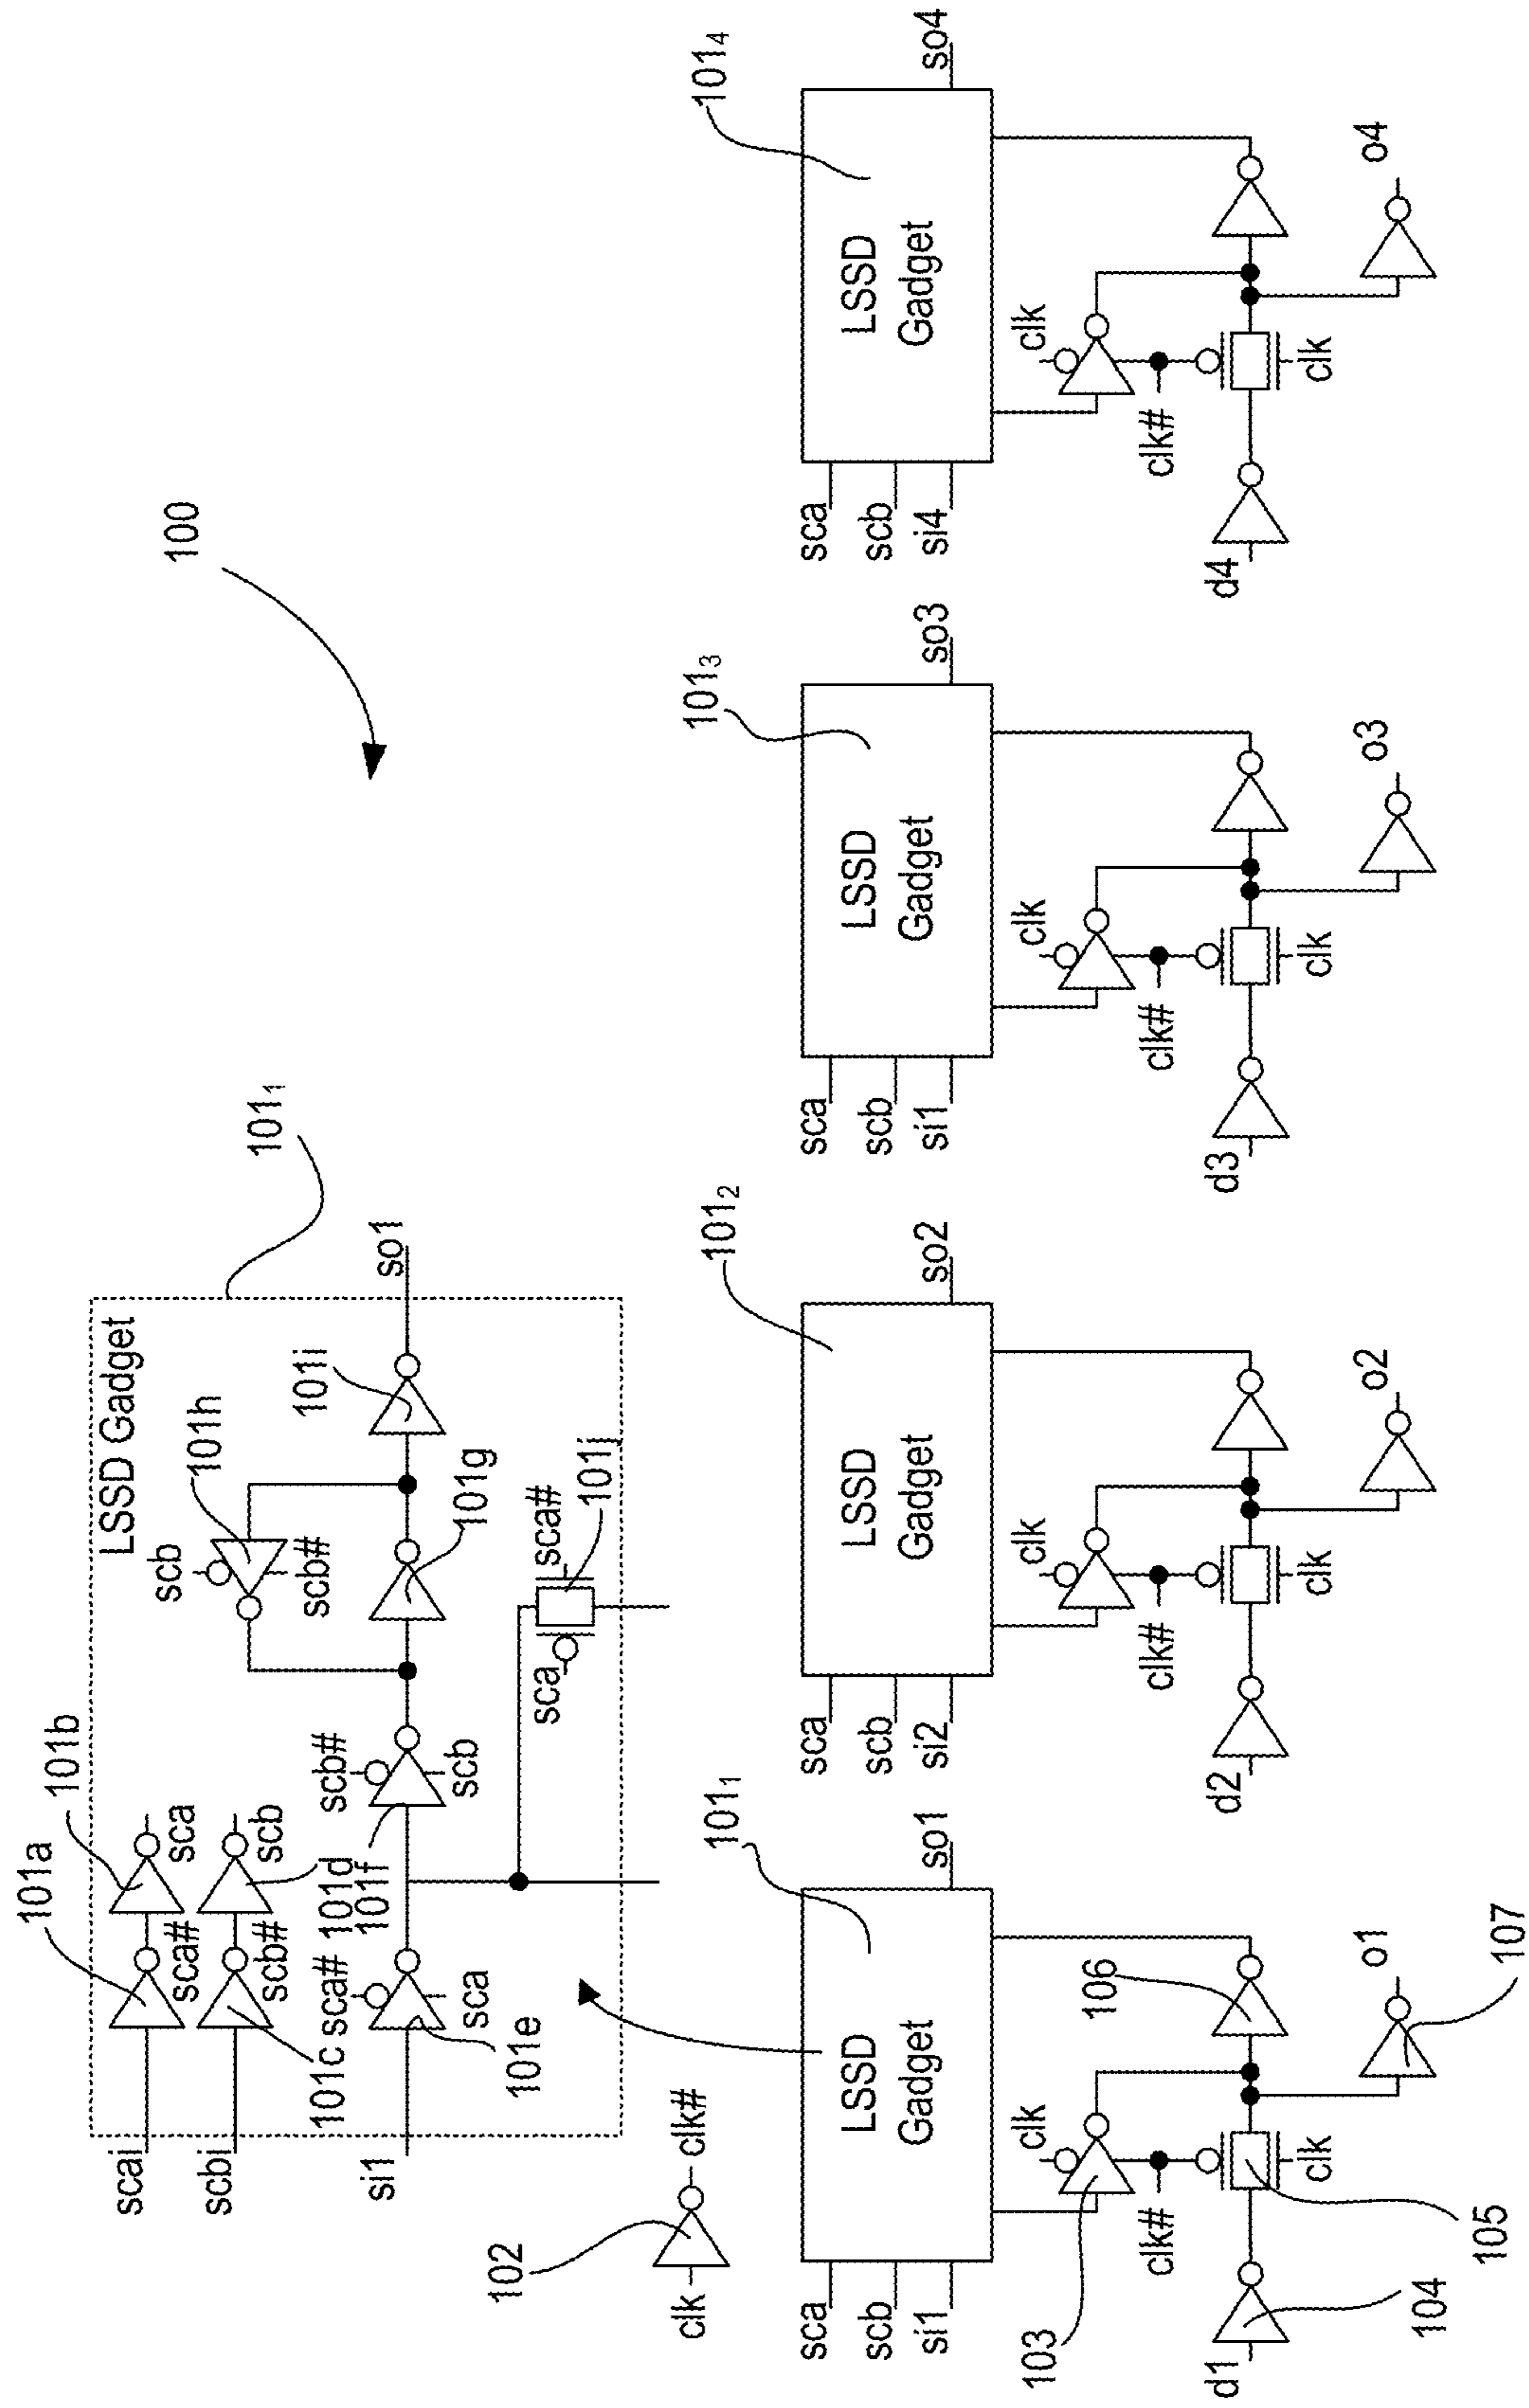 100
LSSD Gadget
101₁
scai
101a
sca#
101b
sca
scbi
101c
scb#
101d
scb
si1
sca#
101e
sca
101f
scb#
scb
scb
101h
scb#
101g
101i
so1
sca
sca#
101j
102
clk
clk#
sca
scb
si1
LSSD
Gadget
101₁
so1
103
clk
clk#
106
d1
104
105
clk
o1
107
sca
scb
si2
LSSD
Gadget
101₂
so2
clk
clk#
d2
clk
o2
sca
scb
si1
LSSD
Gadget
101₃
so3
clk
clk#
d3
clk
o3
sca
scb
si4
LSSD
Gadget
101₄
so4
clk
clk#
d4
clk
o4